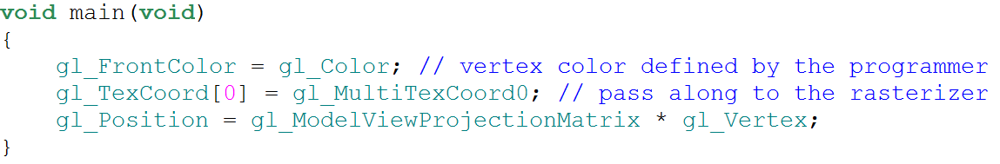 void main(void)
{
    gl_FrontColor = gl_Color; // vertex color defined by the programmer
    gl_TexCoord[0] = gl_MultiTexCoord0; // pass along to the rasterizer
    gl_Position = gl_ModelViewProjectionMatrix * gl_Vertex;
}